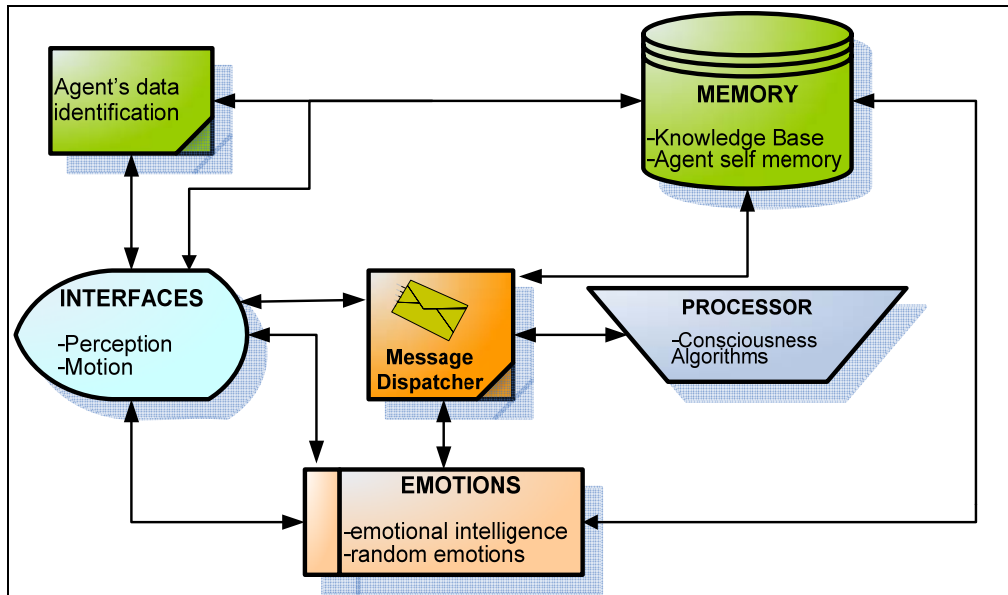 Agent's data
identification
MEMORY
-Knowledge Base
-Agent self memory
INTERFACES
-Perception
-Motion
Message
Dispatcher
PROCESSOR
-Consciousness
Algorithms
EMOTIONS
-emotional intelligence
-random emotions